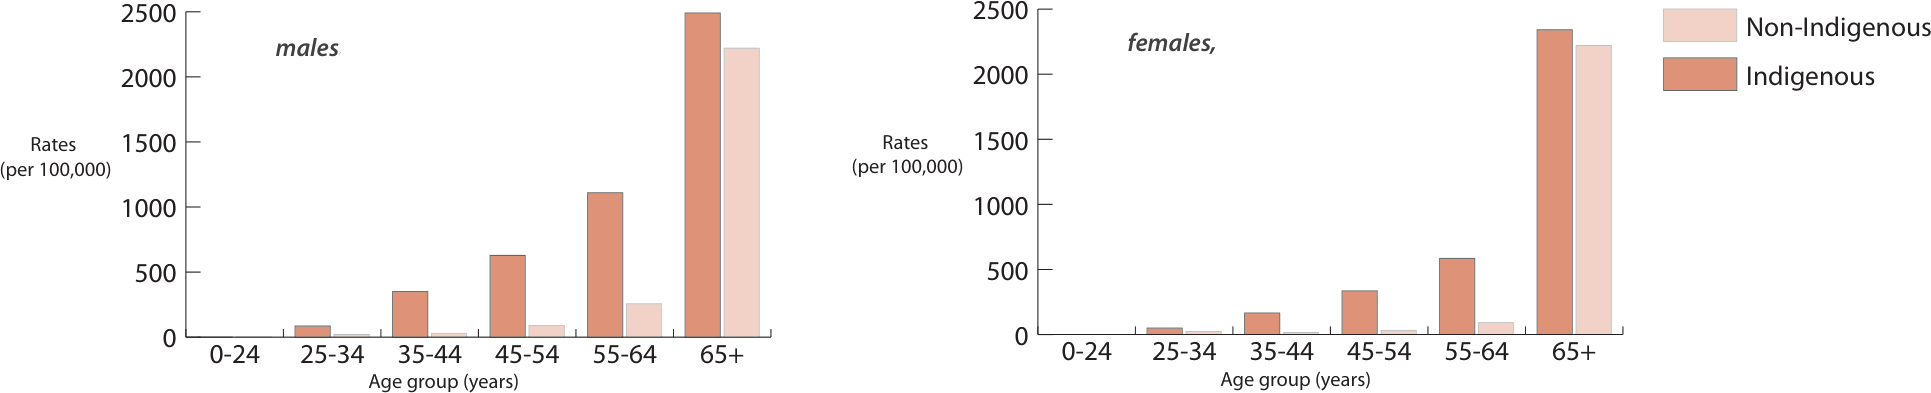 males
Rates
(per 100,000)
2500
2000
1500
1000
500
0
0-24 25-34 35-44 45-54 55-64 65+
Age group (years)
females,
Rates
(per 100,000)
2500
2000
1500
1000
500
0
0-24 25-34 35-44 45-54 55-64 65+
Age group (years)
Non-Indigenous
Indigenous